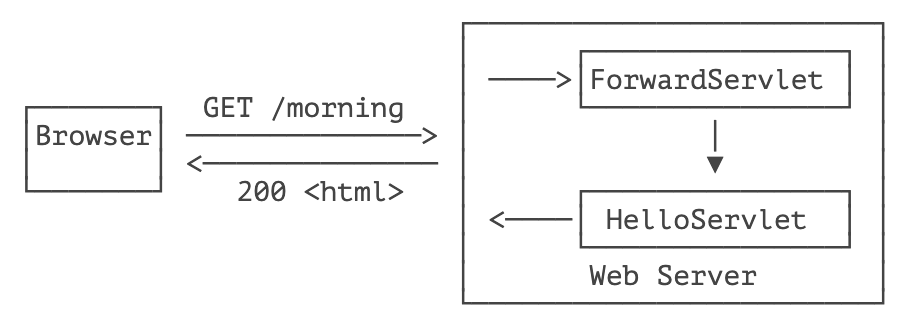 GET /morning
Browser
200 <html>
ForwardServlet
HelloServlet
Web Server